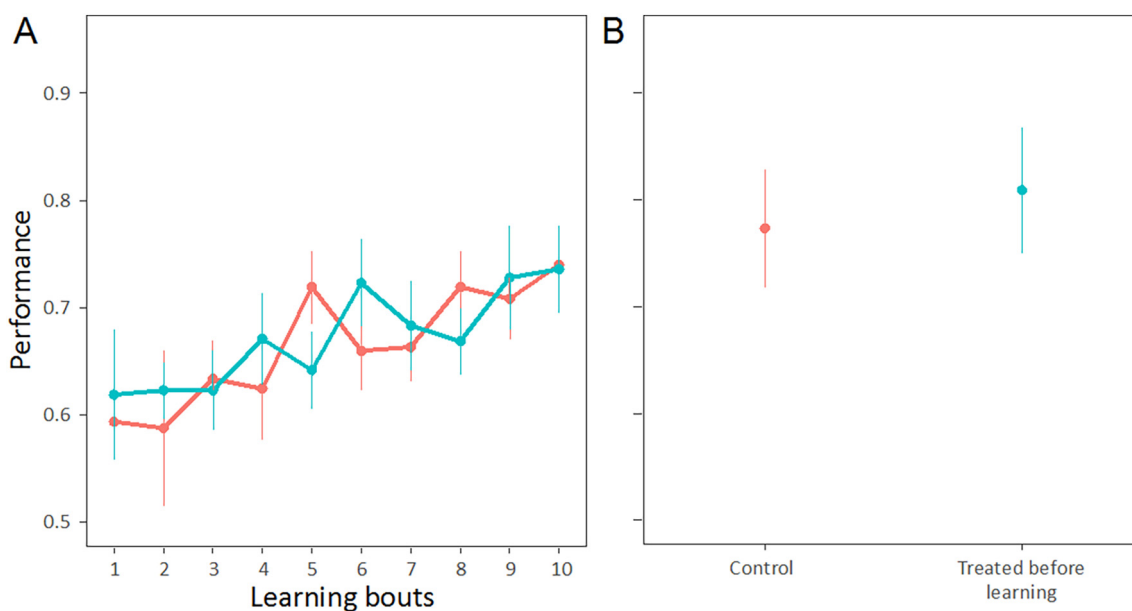 A
B
0.9
0.8
0.7
0.6
0.5
Performance
1 2 3 4 5 6 7 8 9 10
Learning bouts
Control
Treated before
learning